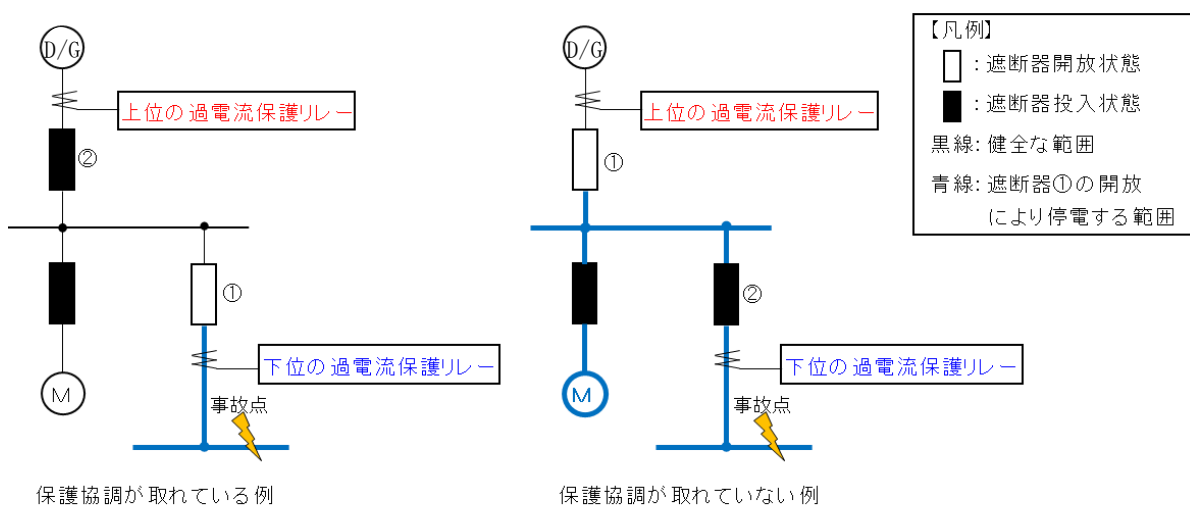 D/G
上位の過電流保護リレー
②
①
下位の過電流保護リレー
M
事故点
保護協調が取れている例
D/G
上位の過電流保護リレー
①
②
下位の過電流保護リレー
M
事故点
保護協調が取れていない例
【凡例】
：遮断器開放状態
：遮断器投入状態
黒線：健全な範囲
青線：遮断器①の開放
により停電する範囲